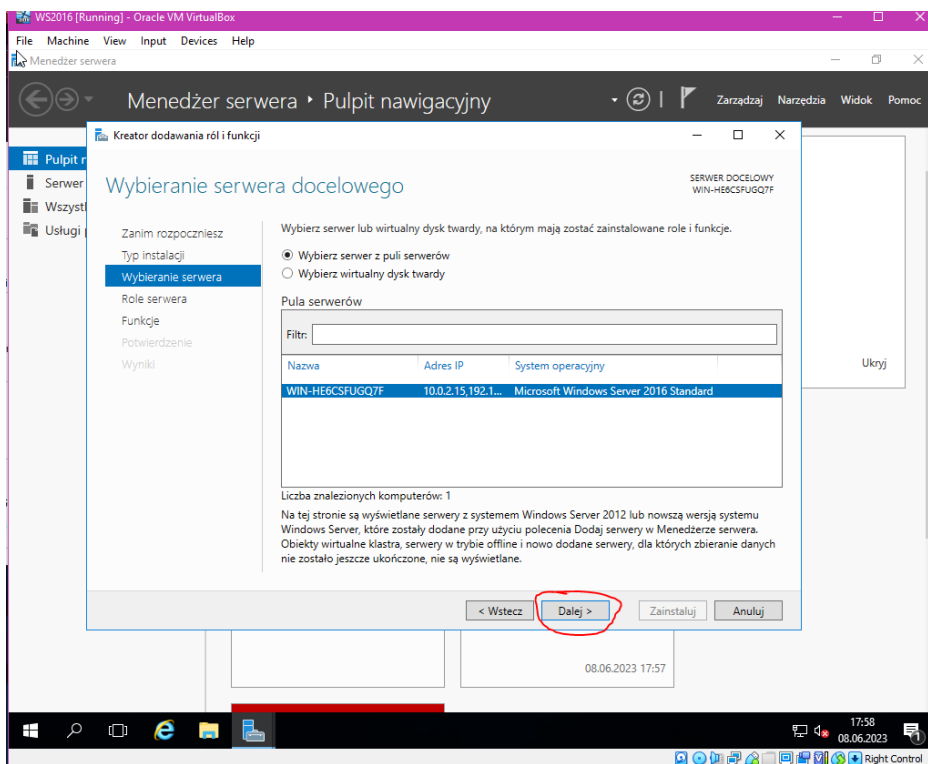 WS2016 [Running] - Oracle VM VirtualBox
File Machine View Input Devices Help
Menedżer serwera
Menedżer serwera ‣ Pulpit nawigacyjny
Zarządzaj Narzędzia Widok Pomoc
Kreator dodawania ról i funkcji
Pulpit
Serwer
Usługi
Wybieranie serwera docelowego
SERWER DOCELOWY
WIN-HE6CSFUGQ7F
Zanim rozpoczniesz
Typ instalacji
Wybieranie serwera
Role serwera
Funkcje
Potwierdzenie
Wyniki
Wybierz serwer lub wirtualny dysk twardy, na którym mają zostać zainstalowane role i funkcje.
Wybierz serwer z puli serwerów
Wybierz wirtualny dysk twardy
Pula serwerów
Filtr:
Nazwa Adres IP System operacyjny
WIN-HE6CSFUGQ7F 10.0.2.15,192.1... Microsoft Windows Server 2016 Standard
Liczba znalezionych komputerów: 1
Na tej stronie są wyświetlane serwery z systemem Windows Server 2012 lub nowszą wersją systemu
Windows Server, które zostały dodane przy użyciu polecenia Dodaj serwery w Menedżerze serwera.
Obiekty wirtualne klastra, serwery w trybie offline i nowo dodane serwery, dla których zbieranie danych
nie zostało jeszcze ukończone, nie są wyświetlane.
< Wstecz Dalej > Zainstaluj Anuluj
Ukryj
08.06.2023 17:57
17:58
08.06.2023
Right Control